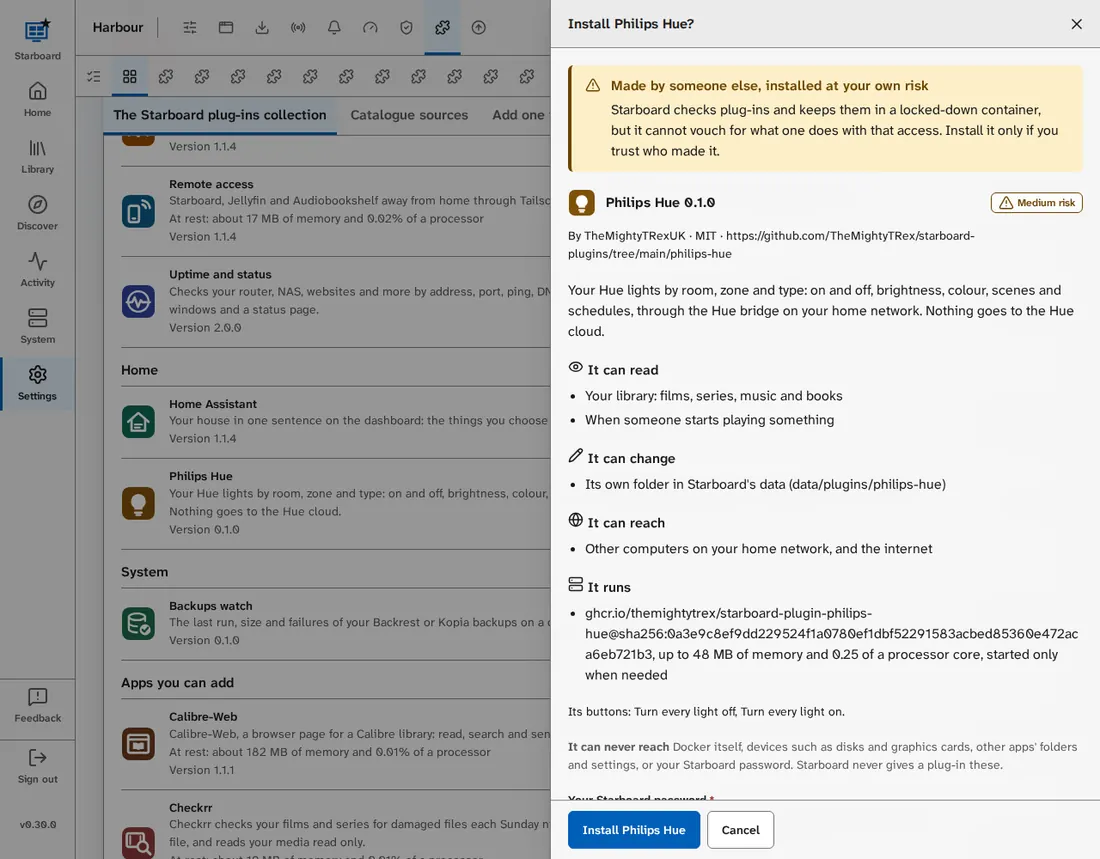 Starboard
Home
Library
Discover
Activity
System
Settings
Feedback
Sign out
v0.30.0
Harbour
The Starboard plug-ins collection
Catalogue sources
Add one
Version 1.1.4
Remote access
Starboard, Jellyfin and Audiobookshelf away from home through Tailsc
At rest: about 17 MB of memory and 0.02% of a processor
Version 1.1.4
Uptime and status
Checks your router, NAS, websites and more by address, port, ping, DN
windows and a status page.
Version 2.0.0
Home
Home Assistant
Your house in one sentence on the dashboard: the things you choose
Version 1.1.4
Philips Hue
Your Hue lights by room, zone and type: on and off, brightness, colour,
Nothing goes to the Hue cloud.
Version 0.1.0
System
Backups watch
The last run, size and failures of your Backrest or Kopia backups on a
Version 0.1.0
Apps you can add
Calibre-Web
Calibre-Web, a browser page for a Calibre library: read, search and sen
At rest: about 182 MB of memory and 0.01% of a processor
Version 1.1.1
Checkrr
Checkrr checks your films and series for damaged files each Sunday n
file, and reads your media read only.
Install Philips Hue?
Made by someone else, installed at your own risk
Starboard checks plug-ins and keeps them in a locked-down container,
but it cannot vouch for what one does with that access. Install it only if you
trust who made it.
Philips Hue 0.1.0
Medium risk
By TheMightyTRexUK · MIT · https://github.com/TheMightyTRex/starboard-
plugins/tree/main/philips-hue
Your Hue lights by room, zone and type: on and off, brightness, colour, scenes and
schedules, through the Hue bridge on your home network. Nothing goes to the Hue
cloud.
It can read
• Your library: films, series, music and books
• When someone starts playing something
It can change
• Its own folder in Starboard's data (data/plugins/philips-hue)
It can reach
• Other computers on your home network, and the internet
It runs
• ghcr.io/themightytrex/starboard-plugin-philips-
hue@sha256:0a3e9c8ef9dd229524f1a0780ef1dbf52291583acbed85360e472ac
a6eb721b3, up to 48 MB of memory and 0.25 of a processor core, started only
when needed
Its buttons: Turn every light off, Turn every light on.
It can never reach Docker itself, devices such as disks and graphics cards, other apps' folders
and settings, or your Starboard password. Starboard never gives a plug-in these.
Your Starboard password *
Install Philips Hue
Cancel